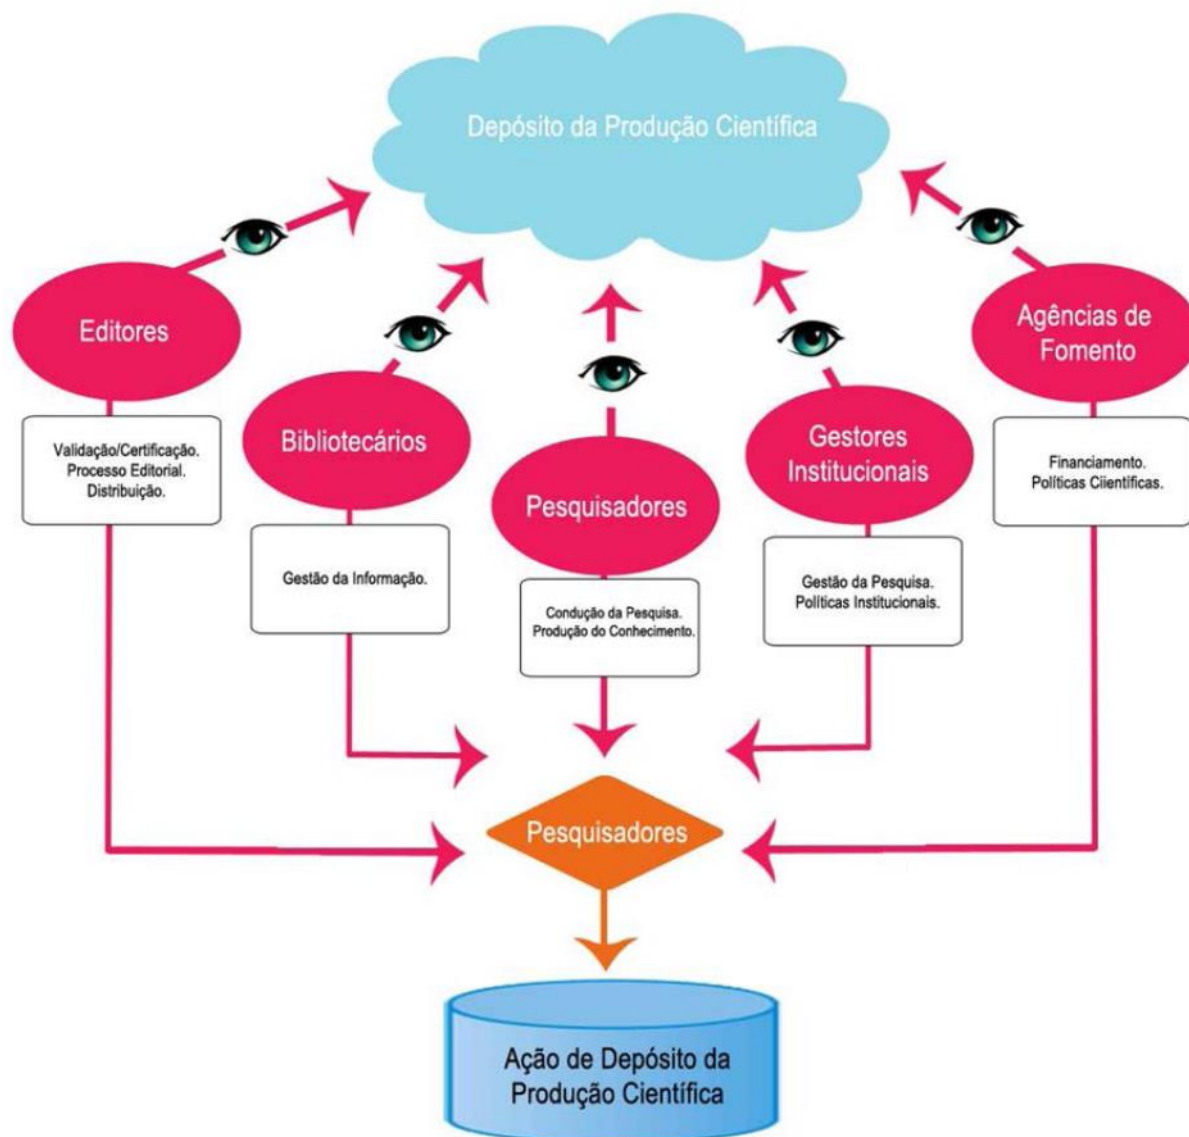 Depósito da Produção Científica
Editores
Validação/Certificação.
Processo Editorial.
Distribuição.
Bibliotecários
Gestão da Informação.
Pesquisadores
Condução da Pesquisa.
Produção do Conhecimento.
Gestores
Institucionais
Gestão da Pesquisa.
Políticas Institucionais.
Agências de
Fomento
Financiamento.
Políticas Ciientíficas.
Pesquisadores
Ação de Depósito da
Produção Científica